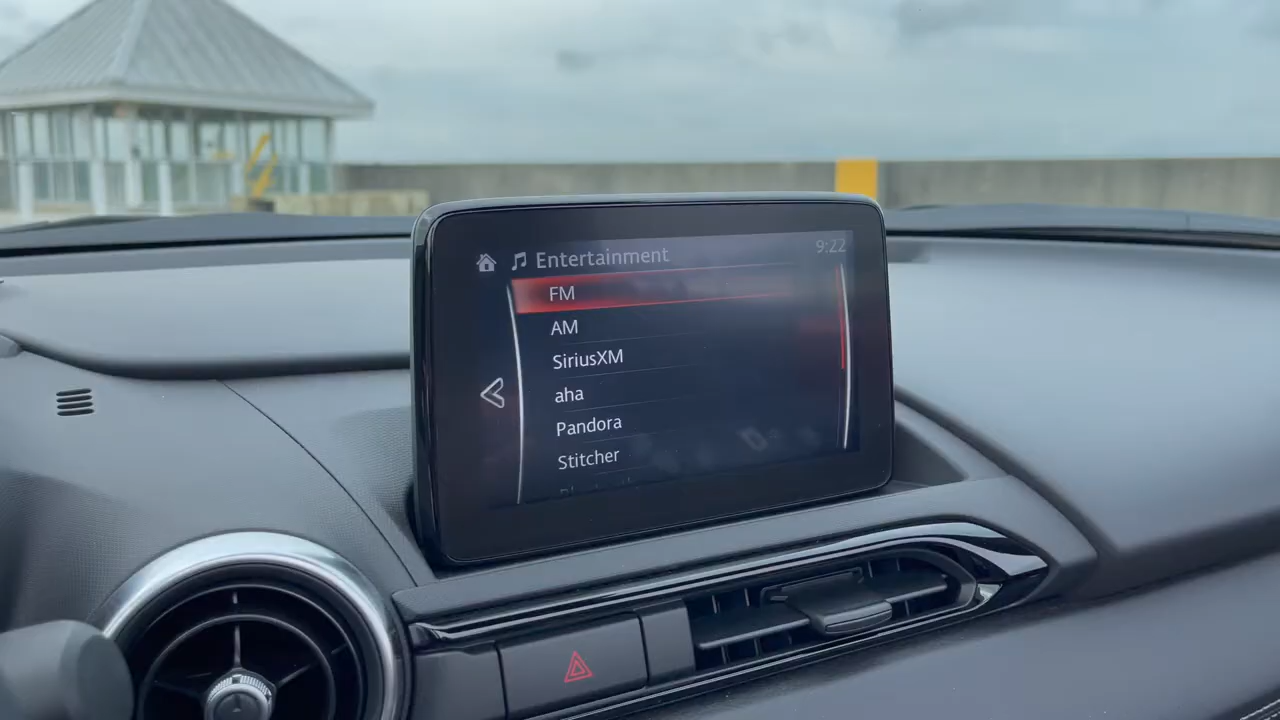 Entertainment
9:22
FM
AM
SiriusXM
aha
Pandora
Stitcher